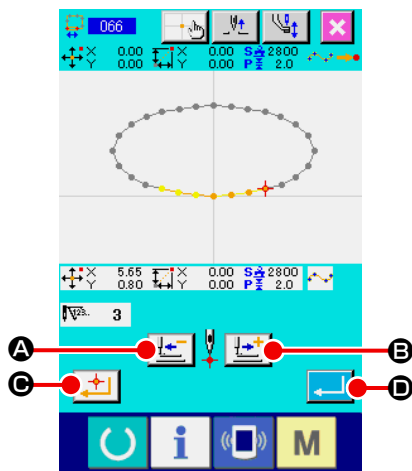 066
X 0.00 X 0.00 S 2800
Y 0.00 Y 0.00 P 2.0
X 5.65 X 0.00 S 2800
Y 0.80 Y 0.00 P 2.0
N123.. 3
A B
C D
i M